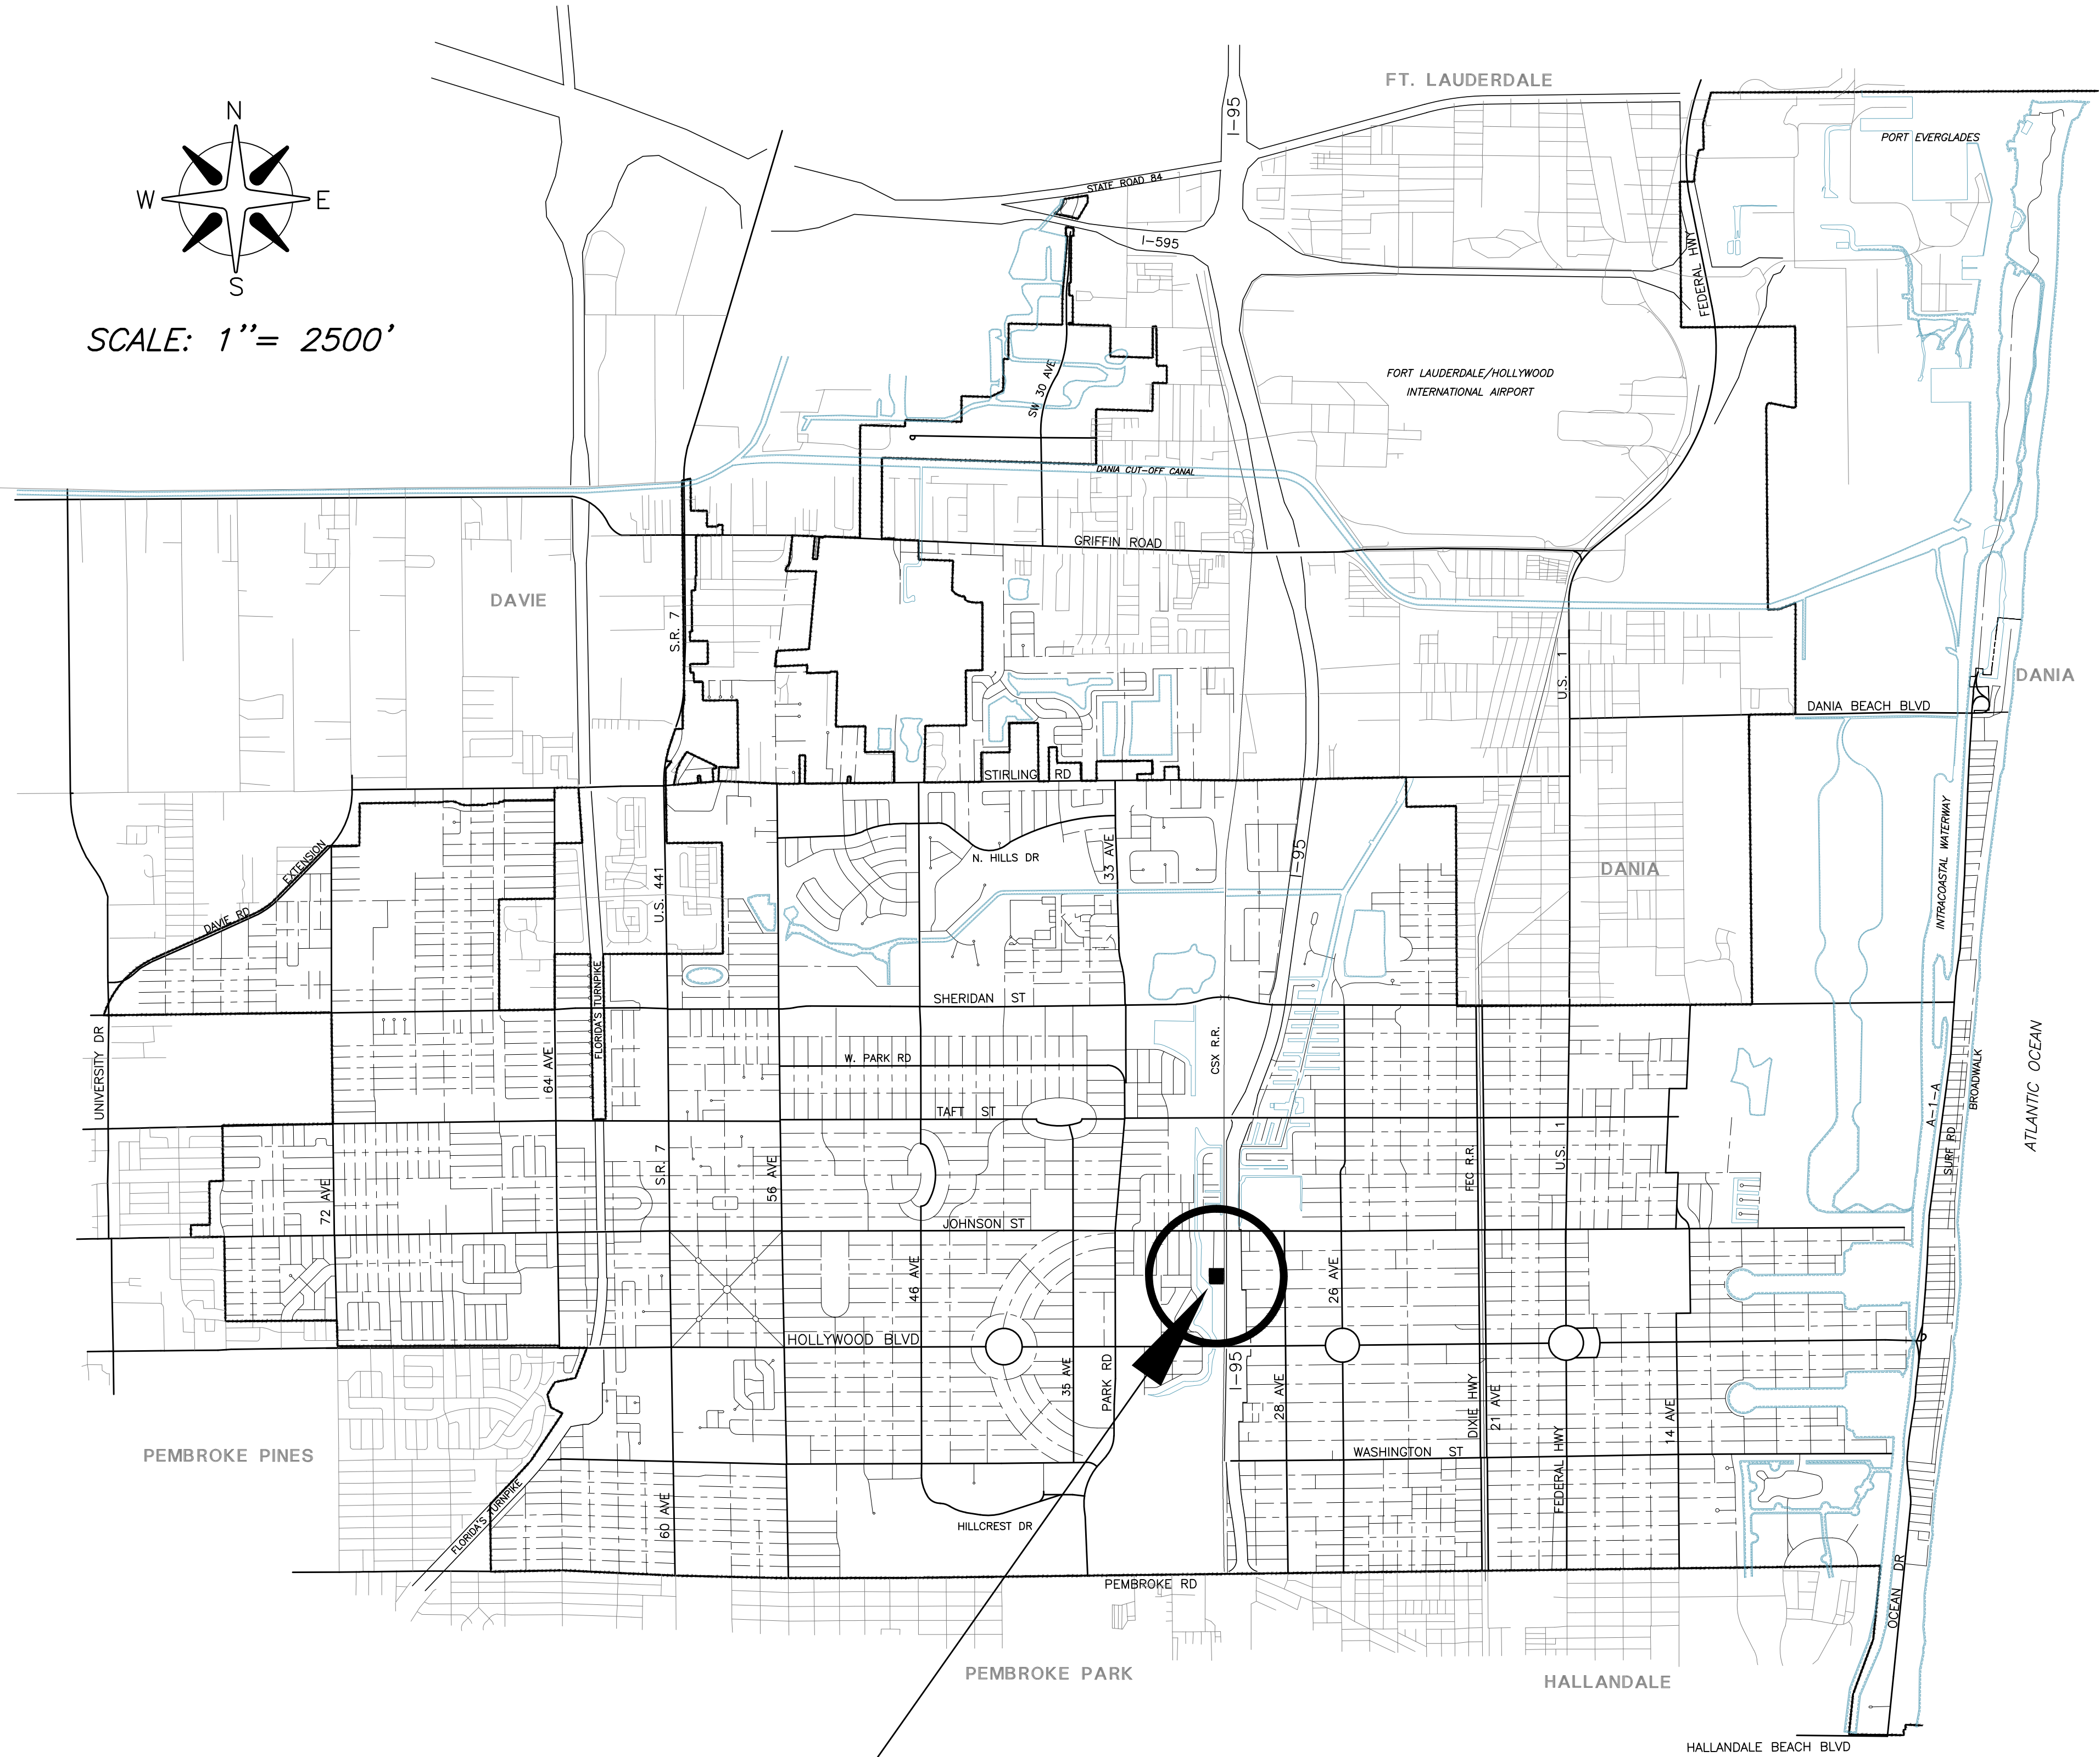 FT. LAUDERDALE
I-95
PORT EVERGLADES
N
W
E
S
STATE ROAD 84
I-595
FEDERAL HWY
SCALE: 1"= 2500'
FORT LAUDERDALE/HOLLYWOOD
INTERNATIONAL AIRPORT
SW 30 AVE
DANIA CUT-OFF CANAL
GRIFFIN ROAD
DAVIE
S.R. 7
U.S. 1
DANIA
DANIA BEACH BLVD
STIRLING RD
EXTENSION
DAVIE RD
N. HILLS DR
33 AVE
I-95
DANIA
INTRACOASTAL WATERWAY
U.S. 441
FLORIDA'S TURNPIKE
SHERIDAN ST
UNIVERSITY DR
64 AVE
W. PARK RD
CSX R.R.
BROADWALK
ATLANTIC OCEAN
A-1-A
TAFT ST
SURF RD
72 AVE
S.R. 7
56 AVE
FEC R.R.
U.S. 1
JOHNSON ST
46 AVE
26 AVE
HOLLYWOOD BLVD
35 AVE
PARK RD
I-95
28 AVE
DIXIE HWY
21 AVE
14 AVE
PEMBROKE PINES
WASHINGTON ST
FEDERAL HWY
FLORIDA'S TURNPIKE
60 AVE
HILLCREST DR
PEMBROKE RD
OCEAN DR
PEMBROKE PARK
HALLANDALE
HALLANDALE BEACH BLVD